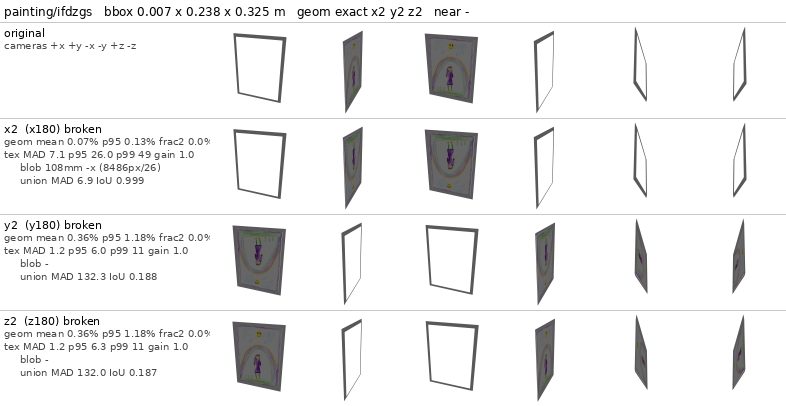 painting/ifdzgs   bbox 0.007 x 0.238 x 0.325 m   geom exact x2 y2 z2   near -
original
cameras +x +y -x -y +z -z
x2  (x180) broken
geom mean 0.07% p95 0.13% frac2 0.0%
tex MAD 7.1 p95 26.0 p99 49 gain 1.0
blob 108mm -x (8486px/26)
union MAD 6.9 IoU 0.999
y2  (y180) broken
geom mean 0.36% p95 1.18% frac2 0.0%
tex MAD 1.2 p95 6.0 p99 11 gain 1.0
blob -
union MAD 132.3 IoU 0.188
z2  (z180) broken
geom mean 0.36% p95 1.18% frac2 0.0%
tex MAD 1.2 p95 6.3 p99 11 gain 1.0
blob -
union MAD 132.0 IoU 0.187